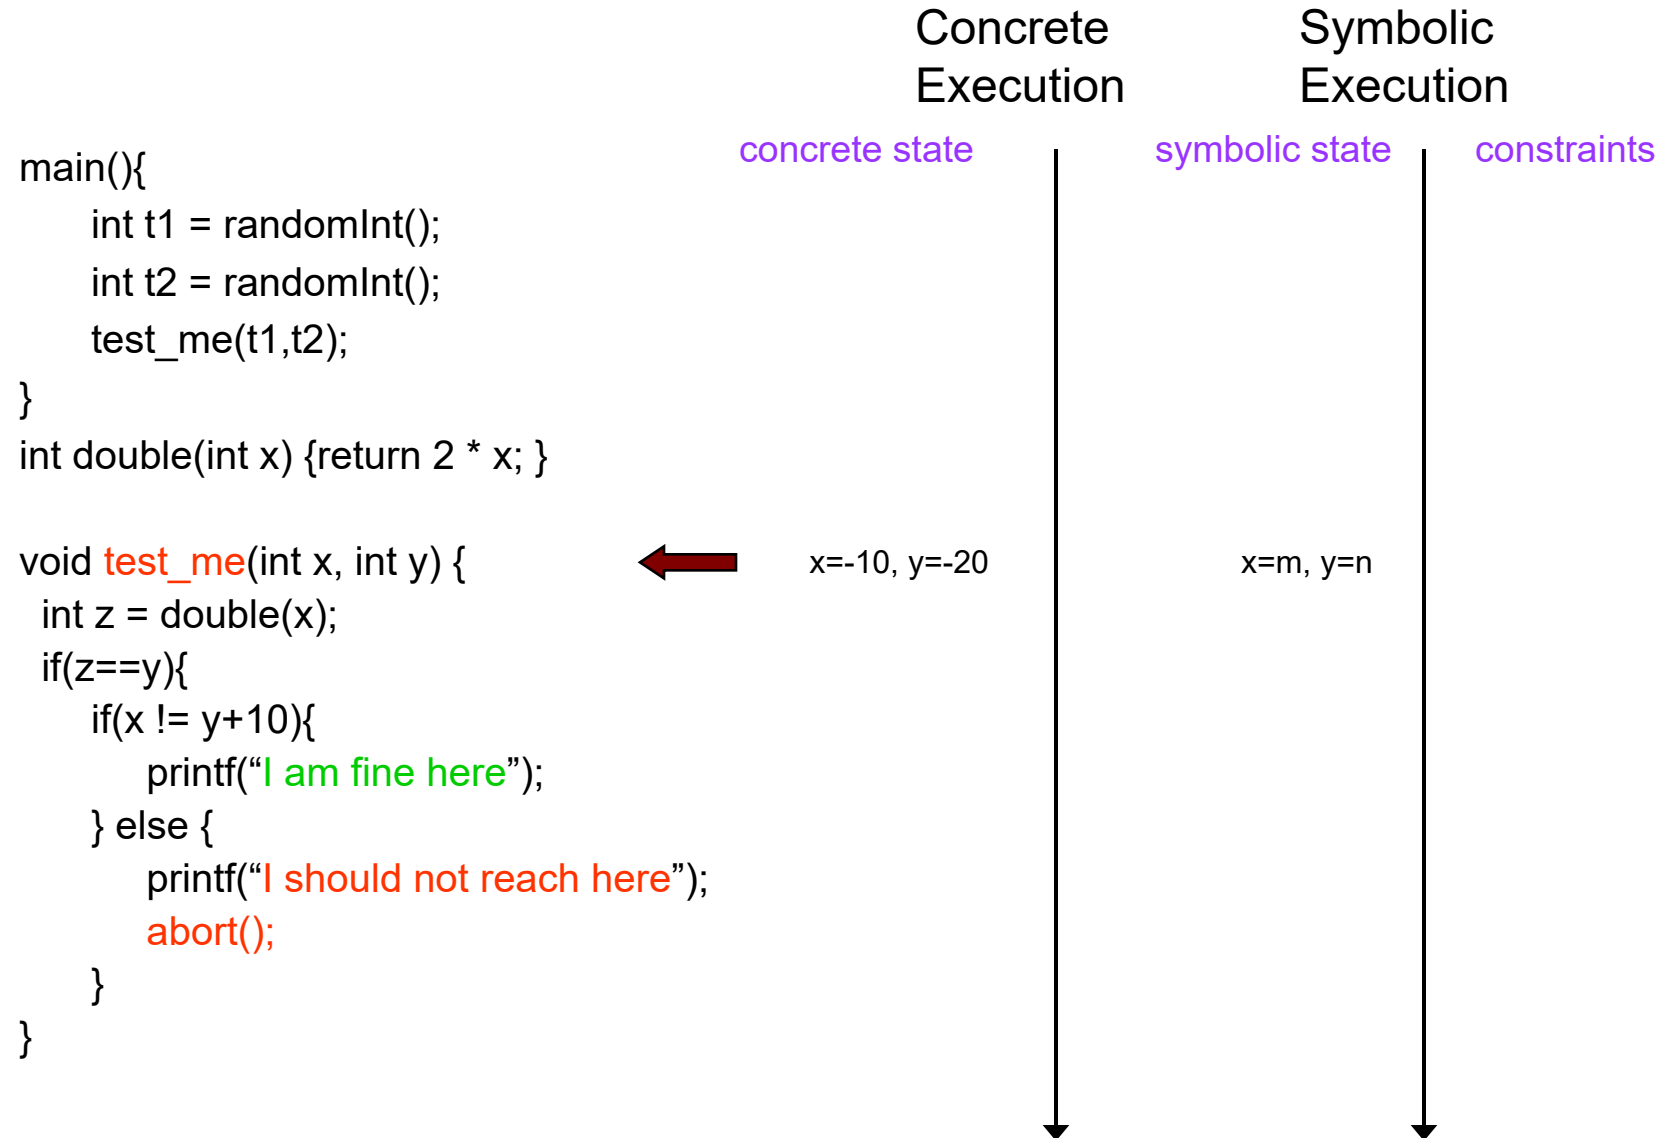 Concrete Execution
Symbolic Execution
concrete state
symbolic state
constraints
main(){
int t1 = randomInt();
int t2 = randomInt();
test_me(t1,t2);
}
int double(int x) {return 2 * x; }
void test_me(int x, int y) {
x=-10, y=-20
x=m, y=n
int z = double(x);
if(z==y){
if(x != y+10){
printf(“I am fine here”);
} else {
printf(“I should not reach here”);
abort();
}
}